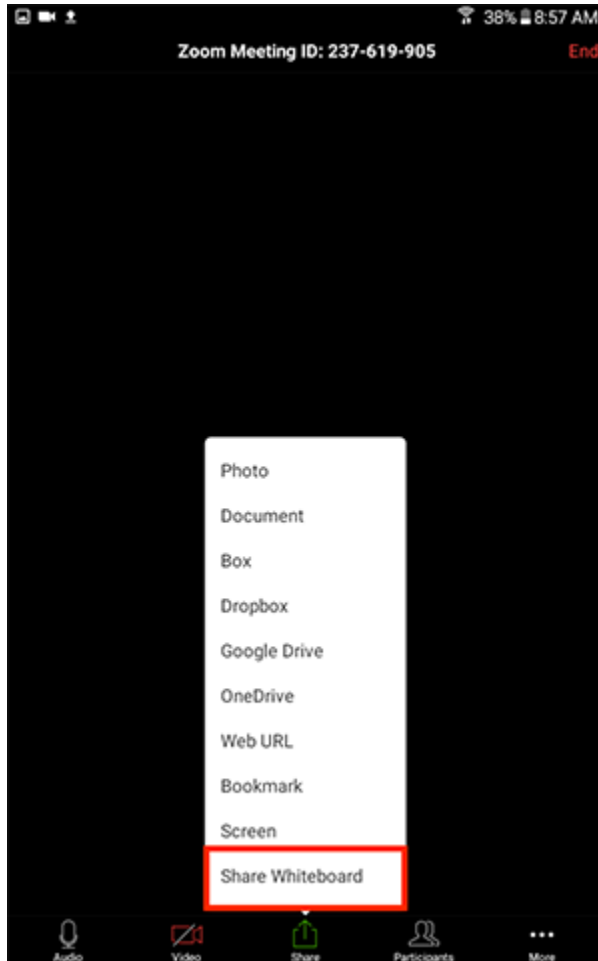 38% 8:57 AM
Zoom Meeting ID: 237-619-905 End
Photo
Document
Box
Dropbox
Google Drive
OneDrive
Web URL
Bookmark
Screen
Share Whiteboard
Audio Video Share Participants More